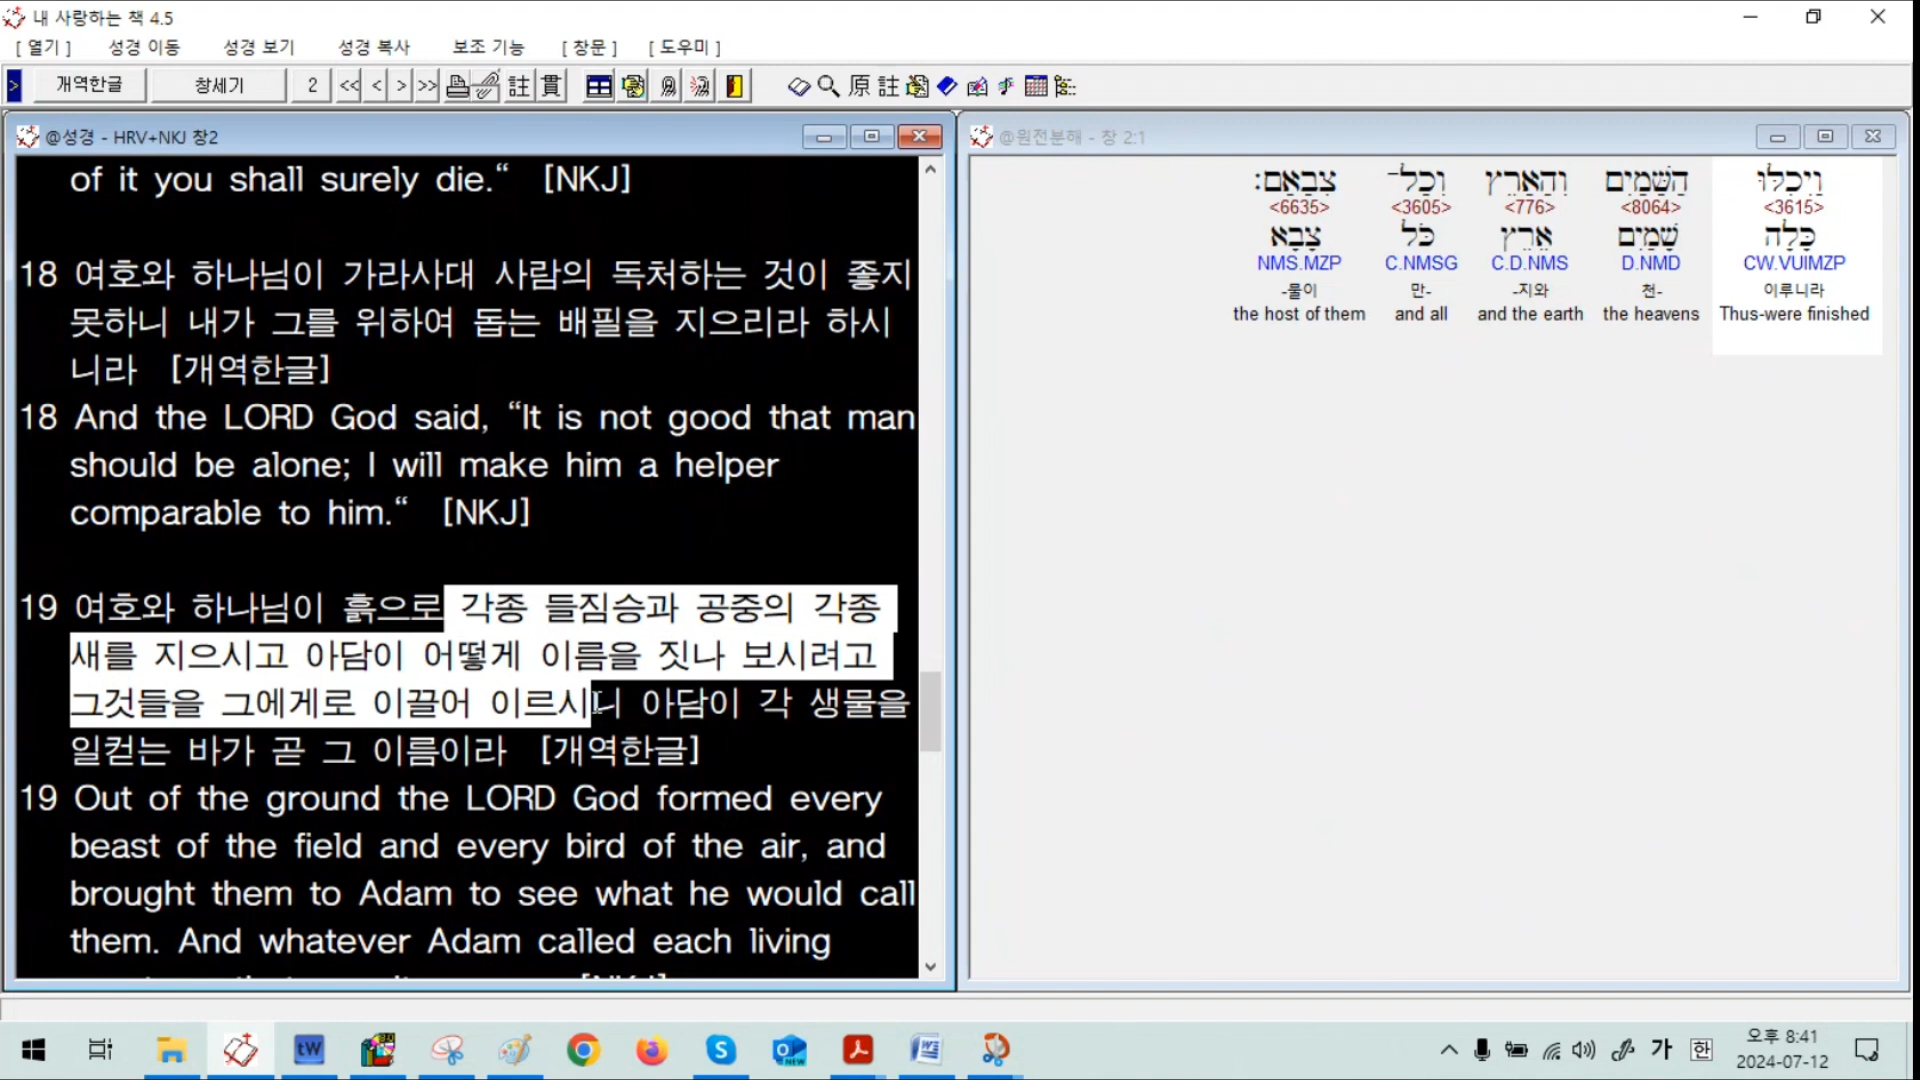 내 사랑하는 책 4.5
[ 열기 ] 성경 이동 성경 보기 성경 복사 보조 기능 [ 창문 ] [ 도우미 ]
> 개역한글 창세기 2 << < > >> 註 貫 原 註
@성경 - HRV+NKJ 창2
of it you shall surely die.“ [NKJ]
18 여호와 하나님이 가라사대 사람의 독처하는 것이 좋지
못하니 내가 그를 위하여 돕는 배필을 지으리라 하시
니라 [개역한글]
18 And the LORD God said, “It is not good that man
should be alone; I will make him a helper
comparable to him.“ [NKJ]
19 여호와 하나님이 흙으로 각종 들짐승과 공중의 각종
새를 지으시고 아담이 어떻게 이름을 짓나 보시려고
그것들을 그에게로 이끌어 이르시니 아담이 각 생물을
일컫는 바가 곧 그 이름이라 [개역한글]
19 Out of the ground the LORD God formed every
beast of the field and every bird of the air, and
brought them to Adam to see what he would call
them. And whatever Adam called each living
@원전분해 - 창 2:1
וַיְכֻלּוּ הַשָּׁמַיִם וְהָאָרֶץ וְכָל־ צְבָאָם׃
<6635> <3605> <776> <8064> <3615>
כָּלָה שָׁמַיִם אֶרֶץ כֹּל צָבָא
NMS.MZP C.NMSG C.D.NMS D.NMD CW.VUIMZP
-물이 만- -지와 천- 이루니라
the host of them and all and the earth the heavens Thus-were finished
가 한 오후 8:41
2024-07-12